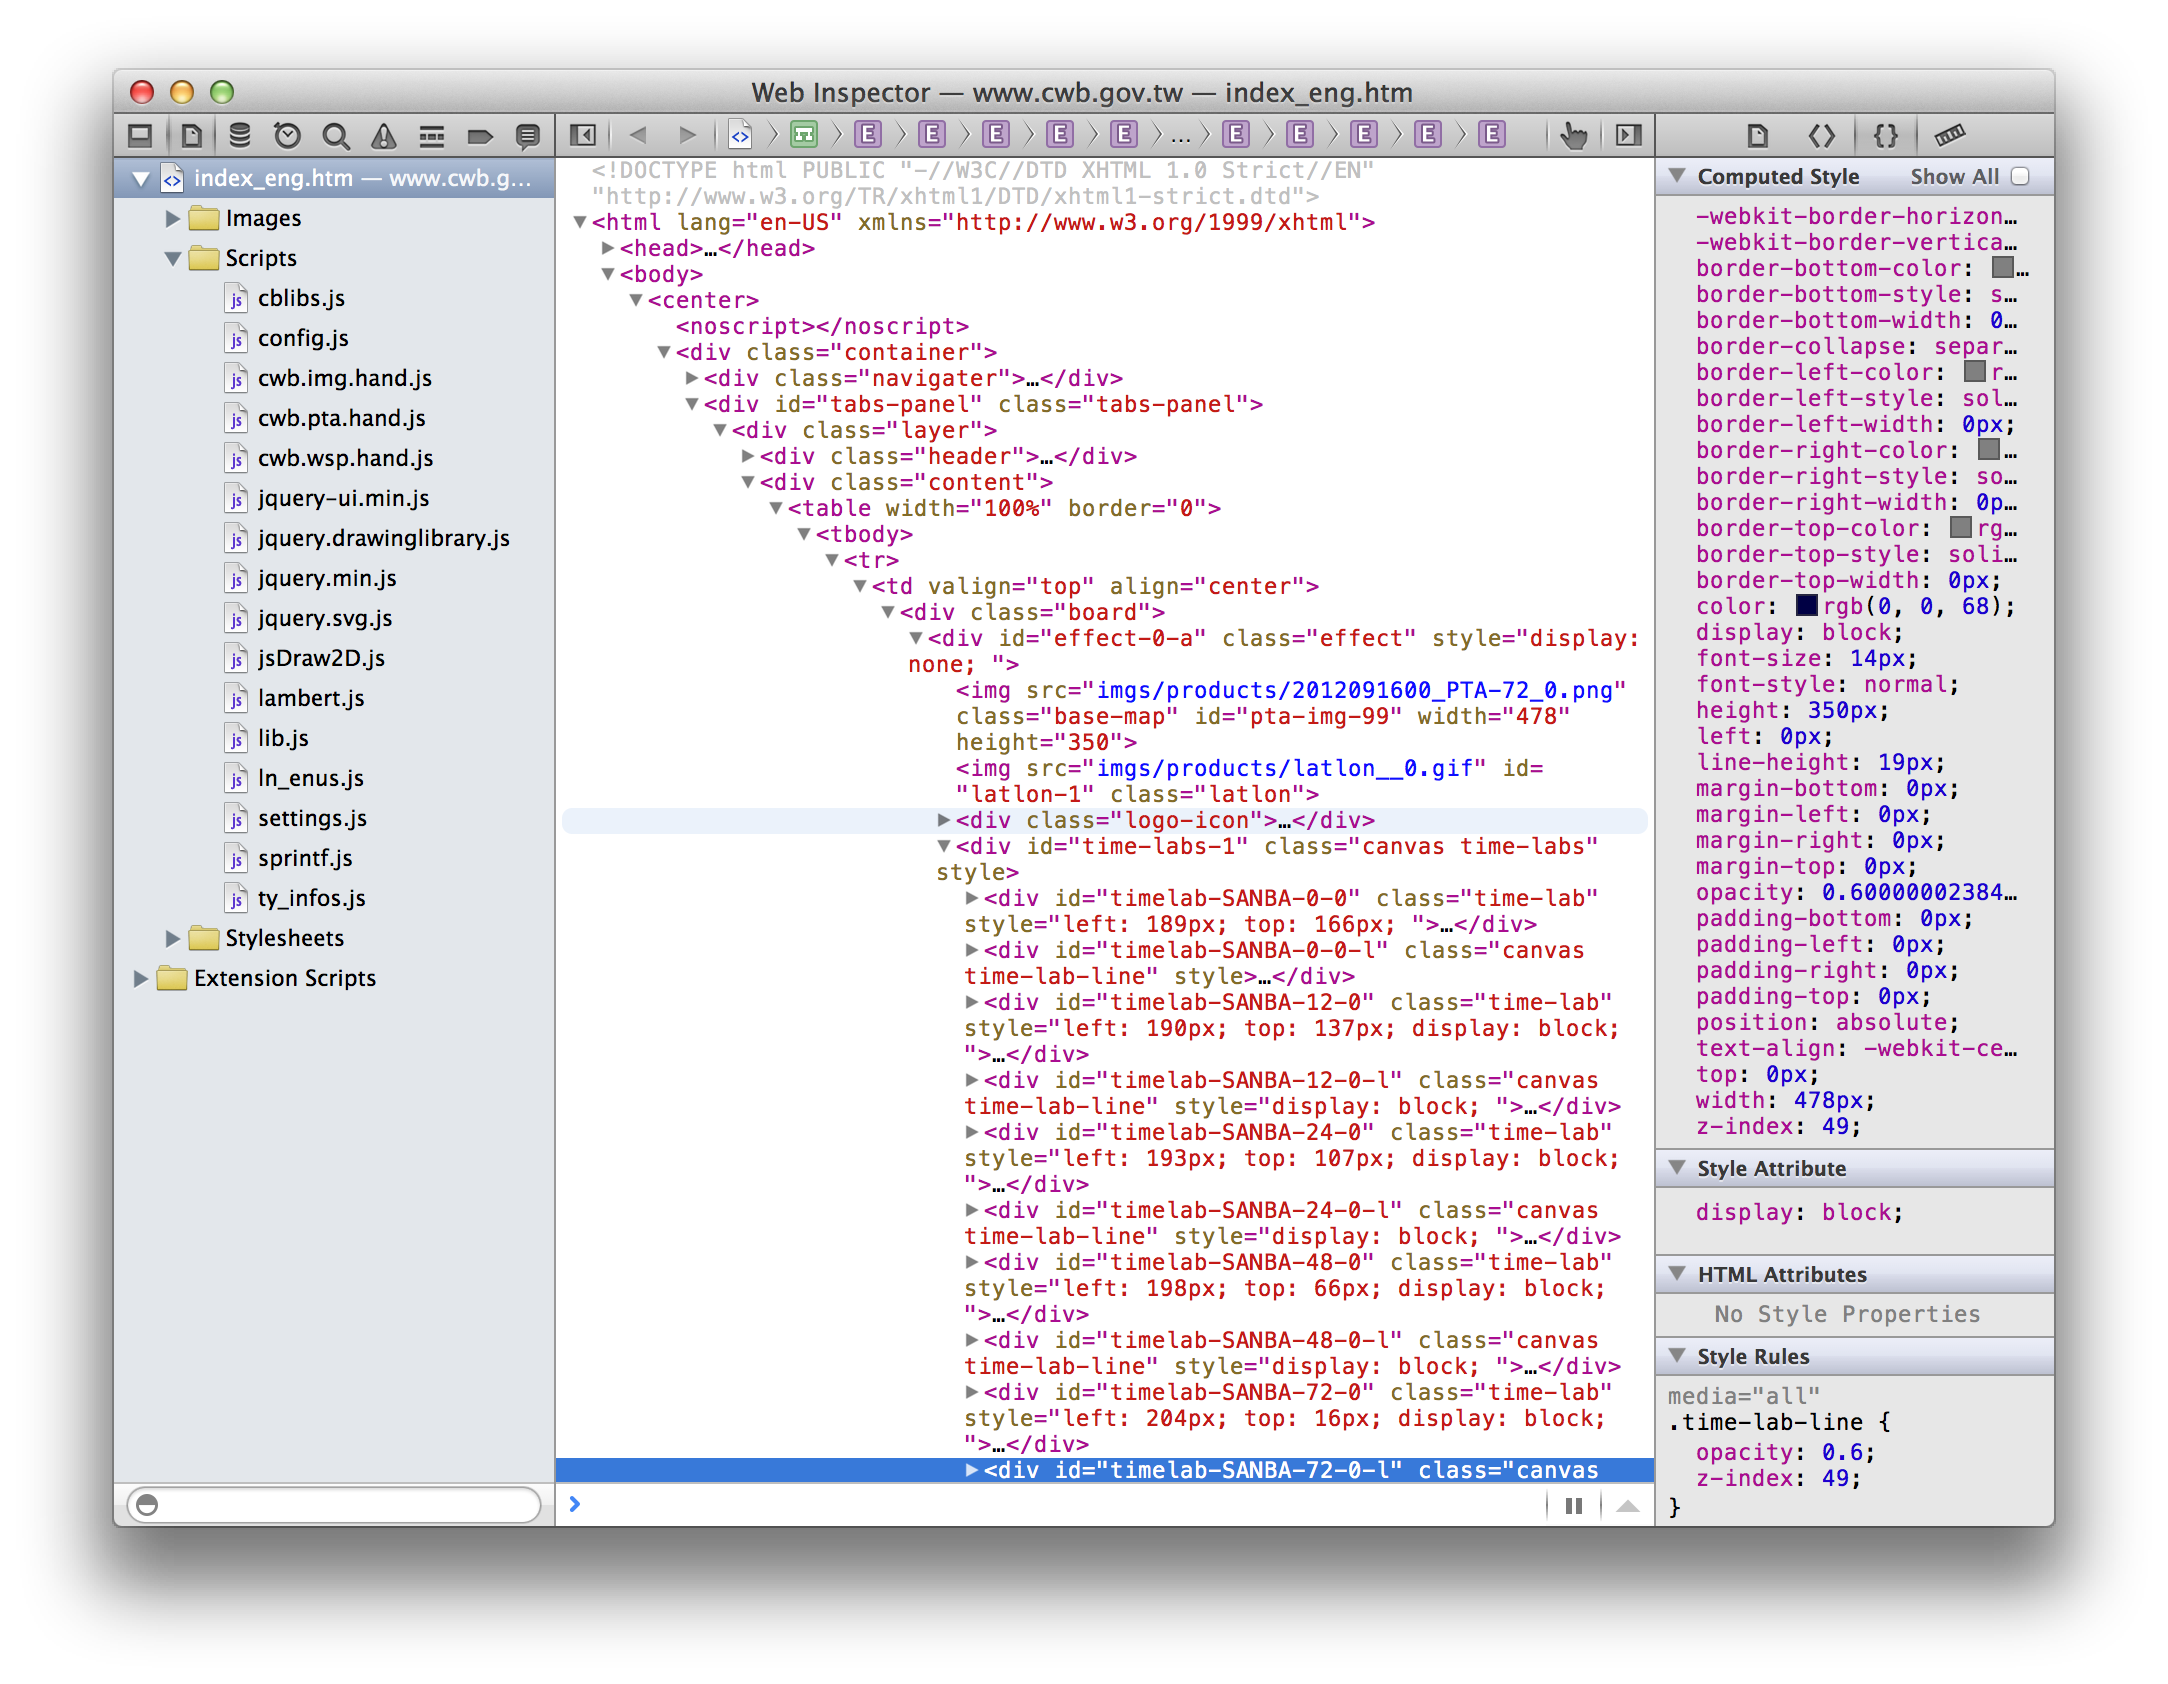 Web Inspector — www.cwb.gov.tw — index_eng.htm
index_eng.htm — www.cwb.g...
Images
Scripts
cblibs.js
config.js
cwb.img.hand.js
cwb.pta.hand.js
cwb.wsp.hand.js
jquery-ui.min.js
jquery.drawinglibrary.js
jquery.min.js
jquery.svg.js
jsDraw2D.js
lambert.js
lib.js
ln_enus.js
settings.js
sprintf.js
ty_infos.js
Stylesheets
Extension Scripts
<!DOCTYPE html PUBLIC "-//W3C//DTD XHTML 1.0 Strict//EN"
"http://www.w3.org/TR/xhtml1/DTD/xhtml1-strict.dtd">
<html lang="en-US" xmlns="http://www.w3.org/1999/xhtml">
<head>…</head>
<body>
<center>
<noscript></noscript>
<div class="container">
<div class="navigater">…</div>
<div id="tabs-panel" class="tabs-panel">
<div class="layer">
<div class="header">…</div>
<div class="content">
<table width="100%" border="0">
<tbody>
<tr>
<td valign="top" align="center">
<div class="board">
<div id="effect-0-a" class="effect" style="display:
none; ">
<img src="imgs/products/2012091600_PTA-72_0.png"
class="base-map" id="pta-img-99" width="478"
height="350">
<img src="imgs/products/latlon__0.gif" id=
"latlon-1" class="latlon">
<div class="logo-icon">…</div>
<div id="time-labs-1" class="canvas time-labs"
style>
<div id="timelab-SANBA-0-0" class="time-lab"
style="left: 189px; top: 166px; ">…</div>
<div id="timelab-SANBA-0-0-l" class="canvas
time-lab-line" style>…</div>
<div id="timelab-SANBA-12-0" class="time-lab"
style="left: 190px; top: 137px; display: block;
">…</div>
<div id="timelab-SANBA-12-0-l" class="canvas
time-lab-line" style="display: block; ">…</div>
<div id="timelab-SANBA-24-0" class="time-lab"
style="left: 193px; top: 107px; display: block;
">…</div>
<div id="timelab-SANBA-24-0-l" class="canvas
time-lab-line" style="display: block; ">…</div>
<div id="timelab-SANBA-48-0" class="time-lab"
style="left: 198px; top: 66px; display: block;
">…</div>
<div id="timelab-SANBA-48-0-l" class="canvas
time-lab-line" style="display: block; ">…</div>
<div id="timelab-SANBA-72-0" class="time-lab"
style="left: 204px; top: 16px; display: block;
">…</div>
<div id="timelab-SANBA-72-0-l" class="canvas
Computed Style Show All
-webkit-border-horizon…
-webkit-border-vertica…
border-bottom-color: …
border-bottom-style: s…
border-bottom-width: 0…
border-collapse: separ…
border-left-color: r…
border-left-style: sol…
border-left-width: 0px;
border-right-color: …
border-right-style: so…
border-right-width: 0p…
border-top-color: rg…
border-top-style: soli…
border-top-width: 0px;
color: rgb(0, 0, 68);
display: block;
font-size: 14px;
font-style: normal;
height: 350px;
left: 0px;
line-height: 19px;
margin-bottom: 0px;
margin-left: 0px;
margin-right: 0px;
margin-top: 0px;
opacity: 0.60000002384…
padding-bottom: 0px;
padding-left: 0px;
padding-right: 0px;
padding-top: 0px;
position: absolute;
text-align: -webkit-ce…
top: 0px;
width: 478px;
z-index: 49;
Style Attribute
display: block;
HTML Attributes
No Style Properties
Style Rules
media="all"
.time-lab-line {
opacity: 0.6;
z-index: 49;
}